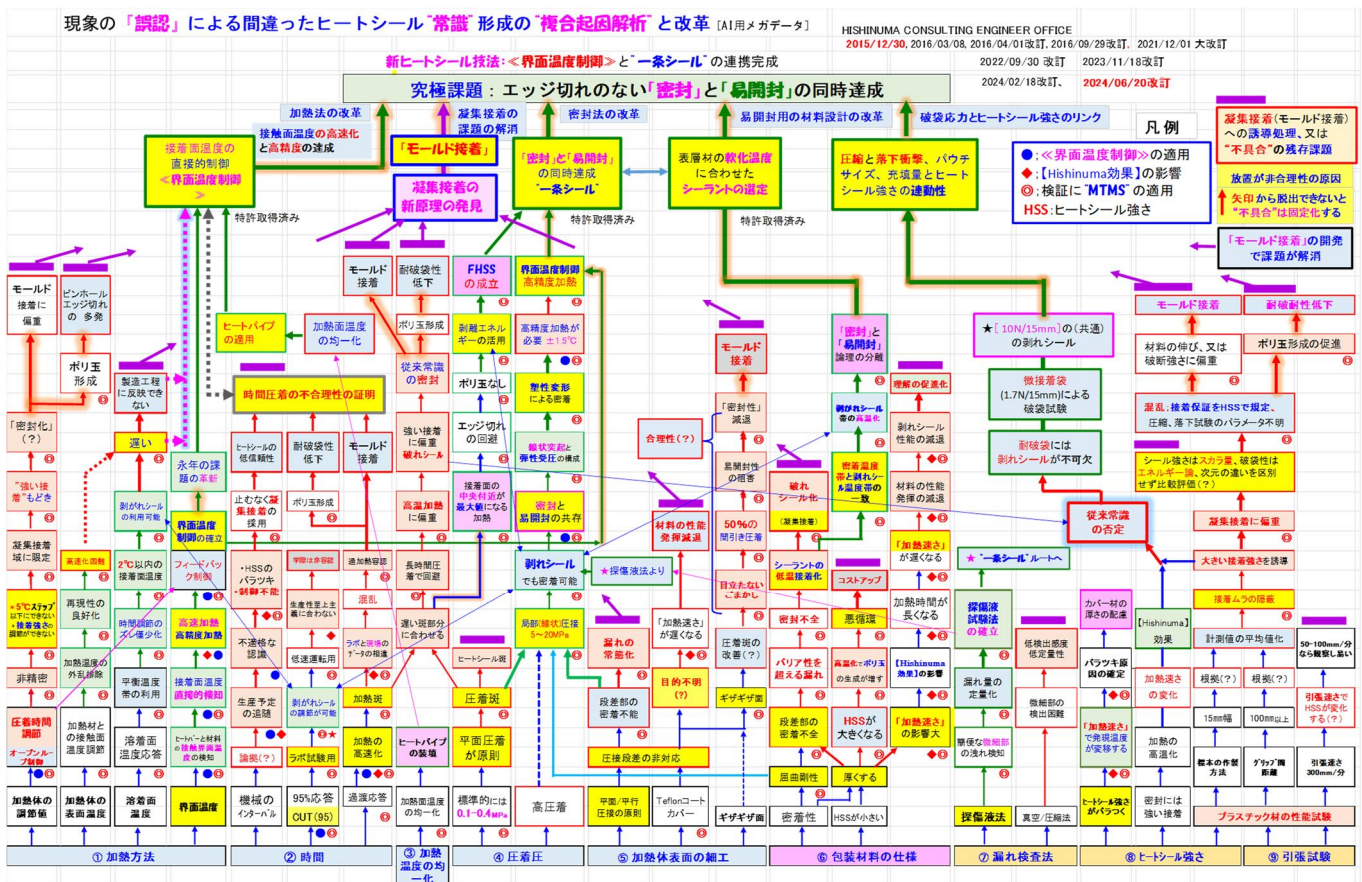 現象の『誤認』による間違ったヒートシール“常識”形成の“複合起因解析”と改革 [AI用メガデータ]
HISHINUMA CONSULTING ENGINEER OFFICE
2015/12/30, 2016/03/08, 2016/04/01改訂, 2016/09/29改訂, 2021/12/01 大改訂
2022/09/30 改訂 2023/11/18改訂
2024/02/18改訂、 2024/06/20改訂
新ヒートシール技法:≪界面温度制御≫と“一条シール”の連携完成
究極課題:エッジ切れのない「密封」と「易開封」の同時達成
加熱法の改革
接触面温度の高速化
と高精度の達成
凝集接着の
課題の解消
密封法の改革
易開封用の材料設計の改革
破袋応力とヒートシール強さのリンク
凡例
●;≪界面温度制御≫の適用
◆;【Hishinuma効果】の影響
◎;検証に“MTMS”の適用
HSS:ヒートシール強さ
凝集接着(モールド接着)
への誘導処理、又は
“不具合”の残存課題
放置が非合理性の原因
矢印から脱出できないと
“不具合”は固定化する
「モールド接着」の開発
で課題が解消
接着面温度の
直接的制御
≪界面温度制御
≫
特許取得済み
「モールド接着」
凝集接着の
新原理の発見
「密封」と「易開封」
の同時達成
“一条シール”
特許取得済み
表層材の軟化温度
に合わせた
シーラントの選定
特許取得済み
圧縮と落下衝撃、パウチ
サイズ、充填量とヒート
シール強さの連動性
モールド
接着に
偏重
ピンホール
エッジ切れ
の 多発
ポリ玉
形成
製造工程
に反映でき
ない
「密封化」
(?)
遅い
“強い接
着”もどき
永年の課
題の革新
剥がれシール
の利用可能
界面温度
制御の確立
凝集接着
域に限定
高速化困難
2℃以内の
接着面温度
フィードバッ
ク制御
*5℃ステップ
以下にできない
・接着強さの
調節ができない
再現性の
良好化
時間調節の
ズレ僅少化
高速加熱
高精度加熱
非精密
加熱温度の
外乱排除
平衡温度
帯の利用
接着面温度
直接的検知
圧着時間
調節
オープンルー
プ制御
加熱材と
の接触面
温度調節
溶着面
温度応答
ヒートバーと材料
の接触界面温
度の検知
加熱体の
調節値
加熱体の
表面温度
溶着面
温度
界面温度
① 加熱方法
ヒートパイプ
の適用
加熱面温度
の均一化
時間圧着の不合理性の証明
ヒートシールの
低信頼性
耐破袋性
低下
モールド
接着
止むなく凝
集接着の
採用
ポリ玉形成
・HSSの
バラツキ
・制御不能
学際は非容認
過加熱容認
生産性至上主
義に合わない
混乱
不適格な
認識
低速運転用
ラボと現場の
データの相違
生産予定
の追随
剥がれシール
の調節が可能
加熱斑
論拠(?)
ラボ試験用
加熱の
高速化
機械の
インターバル
95%応答
CUT(95)
過渡応答
② 時間
モールド
接着
耐破袋性
低下
ポリ玉形成
従来常識
の密封
強い接着
に偏重
破れシール
高温加熱
に偏重
長時間圧
着で回避
遅い斑部分
に合わせる
ヒートパイプ
の装填
加熱面温度
の均一化
③ 加熱
温度の均
一化
FHSS
の成立
界面温度制御
高精度加熱
剥離エネル
ギーの活用
高精度加熱が
必要 ±1.5℃
ポリ玉なし
塑性変形
による密着
エッジ切れ
の回避
線状突起と
弾性受圧の構成
接着面の
中央付近が
最大値になる
加熱
密封と
易開封の共存
剥れシール
でも密着可能
局部(線状)圧接
5~20MPa
ヒートシール斑
圧着斑
平面圧着
が原則
標準的には
0.1-0.4MPa
高圧着
④ 圧着圧
モールド
接着
「密封性」
減退
合理性(?)
易開封性
の阻害
材料の性能
発揮減退
50%の
間引き圧着
★探傷液法より
目立たない
ごまかし
漏れの
常態化
「加熱速さ」
が遅くなる
圧着斑の
改善(?)
段差部の
密着不能
目的不明
(?)
ギザギザ面
圧接段差の非対応
平面/平行
圧接の原則
Teflonコート
カバー
ギザギザ面
⑤ 加熱体表面の細工
「密封」と
「易開封」
論理の分離
理解の促進化
剥がれシール
帯の高温化
剥れシール
性能の減退
破れ
シール化
(凝集接着)
密着温度
帯と剥れシー
ル温度帯の
一致
材料の性能
発揮の減退
シーラントの
低温接着化
「加熱速さ」
が遅くなる
コストアップ
密封不全
悪循環
加熱時間が
長くなる
バリア性を
超える漏れ
高温化でポリ玉
の生成が増す
【Hishinuma
効果】の影響
段差部の
密着不全
HSSが
大きくなる
「加熱速さ」
の影響大
屈曲剛性
厚くする
密着性
HSSが小さい
⑥ 包装材料の仕様
★[ 10N/15mm]の(共通)
の剥れシール
微接着袋
(1.7N/15mm)による
破袋試験
耐破袋には
剥れシールが不可欠
従来常識
の否定
★ “一条シール”ルートへ
探傷液
試験法
の確立
低検出感度
低定量性
漏れ量の
定量化
微細部の
検出困難
簡便な微細部
の洩れ検知
探傷液法
真空/圧縮法
⑦ 漏れ検査法
モールド接着
耐破耐性低下
材料の伸び、又は
破断強さに偏重
ポリ玉形成の促進
混乱;接着保証をHSSで規定、
圧縮、落下試験のパラメータ不明
シール強さはスカラ量、破袋性は
エネルギー論、次元の違いを区別
せず比較評価(?)
凝集接着に偏重
大きい接着強さを誘導
接着ムラの隠蔽
カバー材の
厚さの配慮
【Hishinuma】
効果
計測値の平均値化
50-100mm/分
なら観察し易い
バラツキ原
因の確定
加熱速さ
の変化
根拠(?)
根拠(?)
引張速さで
HSSが変化
する(?)
「加熱速さ」
で発現温度
が変移する
加熱の
高温化
15mm幅
100mm以上
標本の作製
方法
グリップ間
距離
引張速さ
300mm/分
ヒートシール強さ
がバラつく
密封には
強い接着
プラスチック材の性能試験
⑧ ヒートシール強さ
⑨ 引張試験